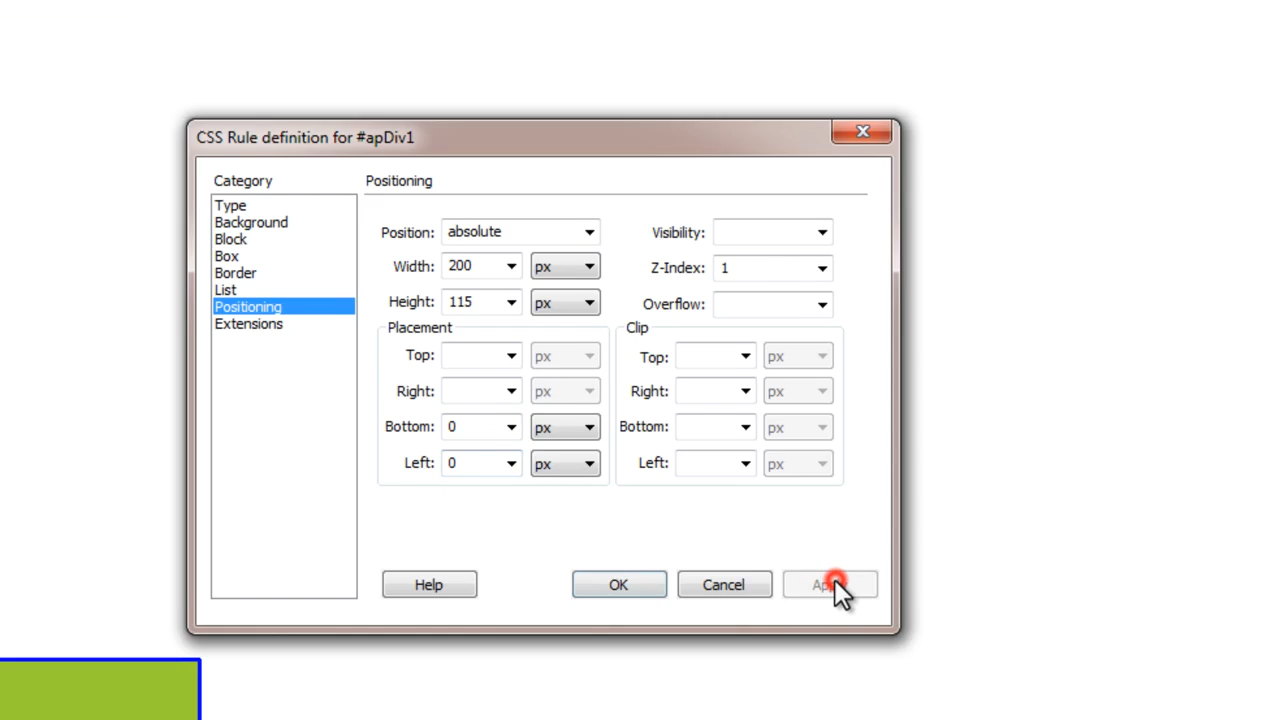 CSS Rule definition for #apDiv1
Category
Type
Background
Block
Box
Border
List
Positioning
Extensions
Positioning
Position: absolute
Width: 200 px
Height: 115 px
Visibility:
Z-Index: 1
Overflow:
Placement
Top: px
Right: px
Bottom: 0 px
Left: 0 px
Clip
Top: px
Right: px
Bottom: px
Left: px
Help
OK
Cancel